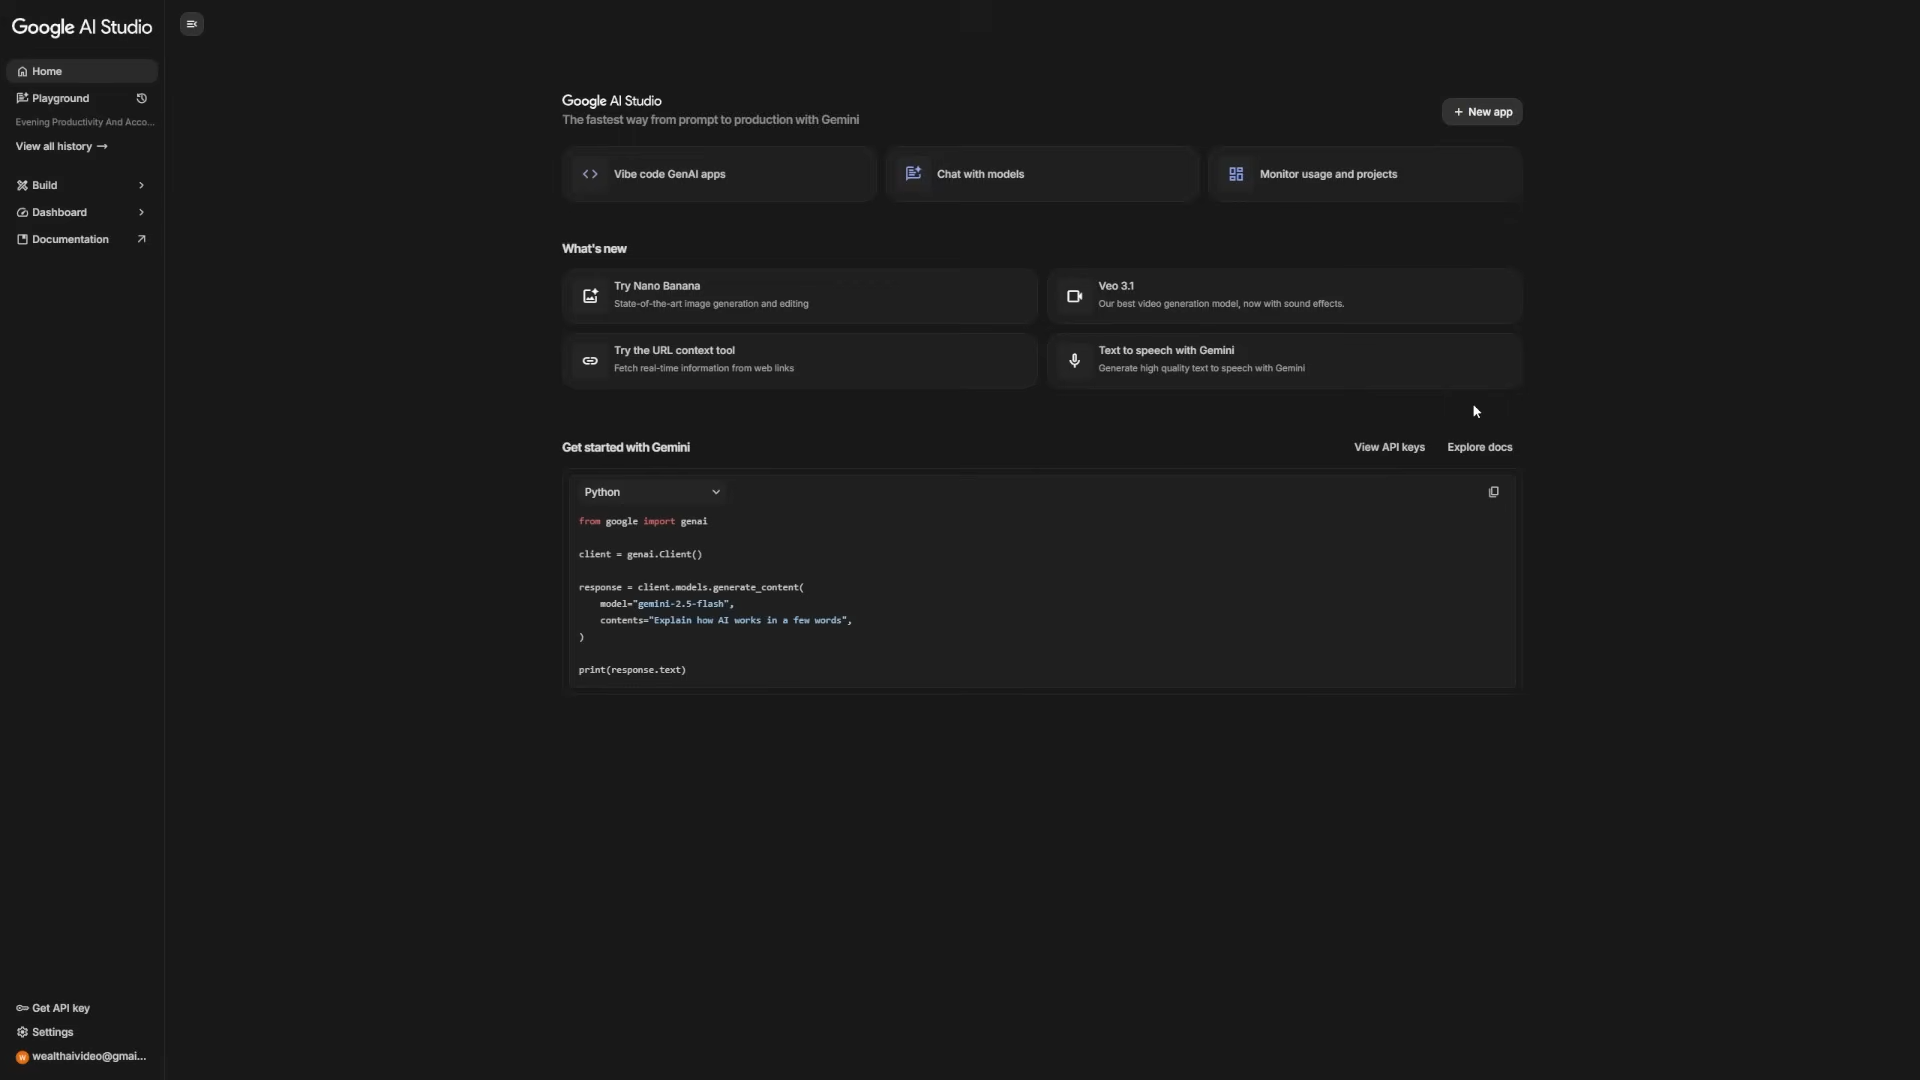 Google AI Studio
Home
Playground
Evening Productivity And Acco...
View all history →
Build
Dashboard
Documentation
Google AI Studio
The fastest way from prompt to production with Gemini
+ New app
Vibe code GenAI apps
Chat with models
Monitor usage and projects
What's new
Try Nano Banana
State-of-the-art image generation and editing
Veo 3.1
Our best video generation model, now with sound effects.
Try the URL context tool
Fetch real-time information from web links
Text to speech with Gemini
Generate high quality text to speech with Gemini
Get started with Gemini
View API keys
Explore docs
Python
from google import genai
client = genai.Client()
response = client.models.generate_content(
    model="gemini-2.5-flash",
    contents="Explain how AI works in a few words",
)
print(response.text)
Get API key
Settings
W wealthaivideo@gmai...